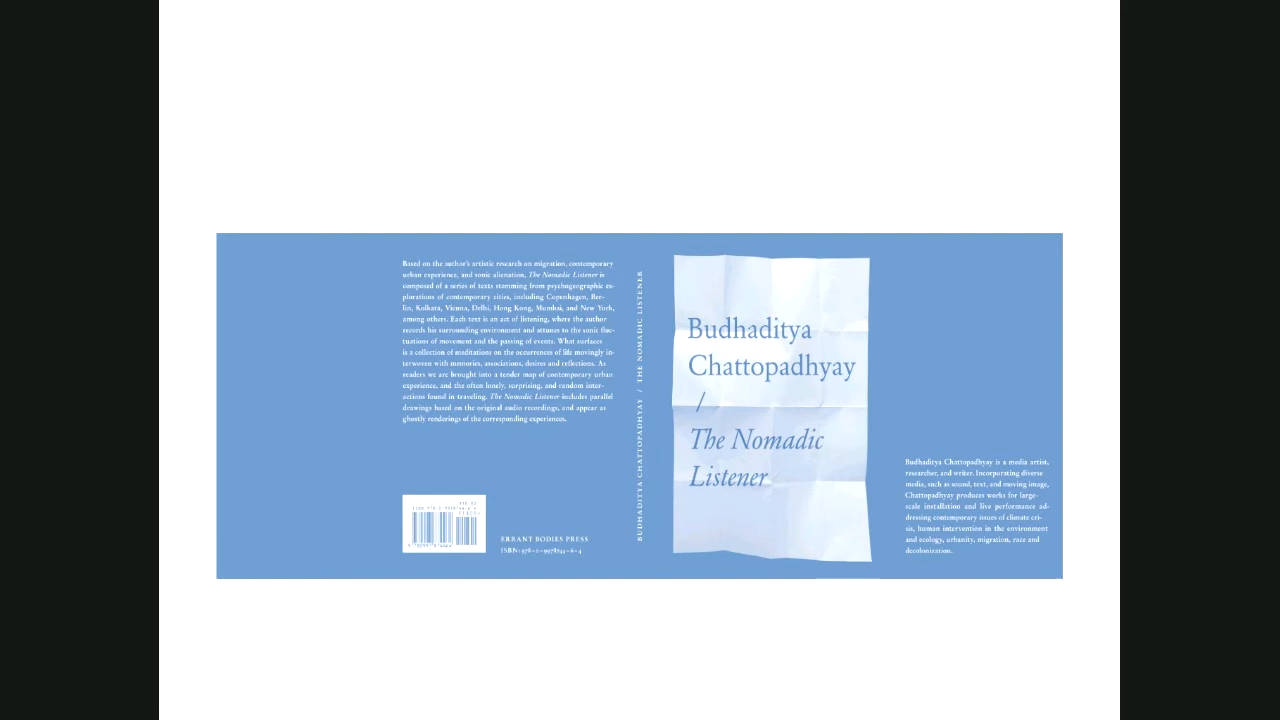 Based on the author's artistic research on migration, contemporary
urban experience, and sonic alienation, The Nomadic Listener is
composed of a series of texts stemming from psychogeographic ex-
plorations of contemporary cities, including Copenhagen, Ber-
lin, Kolkata, Vienna, Delhi, Hong Kong, Mumbai, and New York,
among others. Each text is an act of listening, where the author
records his surrounding environment and attunes to the sonic fluc-
tuations of movement and the passing of events. What surfaces
is a collection of meditations on the occurrences of life movingly in-
terwoven with memories, associations, desires and reflections. As
readers we are brought into a tender map of contemporary urban
experience, and the often lonely, surprising, and random inter-
actions found in traveling. The Nomadic Listener includes parallel
drawings based on the original audio recordings, and appear as
ghostly renderings of the corresponding experiences.
ERRANT BODIES PRESS
BUDHADITYA CHATTOPADHYAY / THE NOMADIC LISTENER
Budhaditya
Chattopadhyay
/
The Nomadic
Listener
Budhaditya Chattopadhyay is a media artist,
researcher, and writer. Incorporating diverse
media, such as sound, text, and moving image,
Chattopadhyay produces works for large-
scale installation and live performance ad-
dressing contemporary issues of climate cri-
sis, human intervention in the environment
and ecology, urbanity, migration, race and
decolonization.